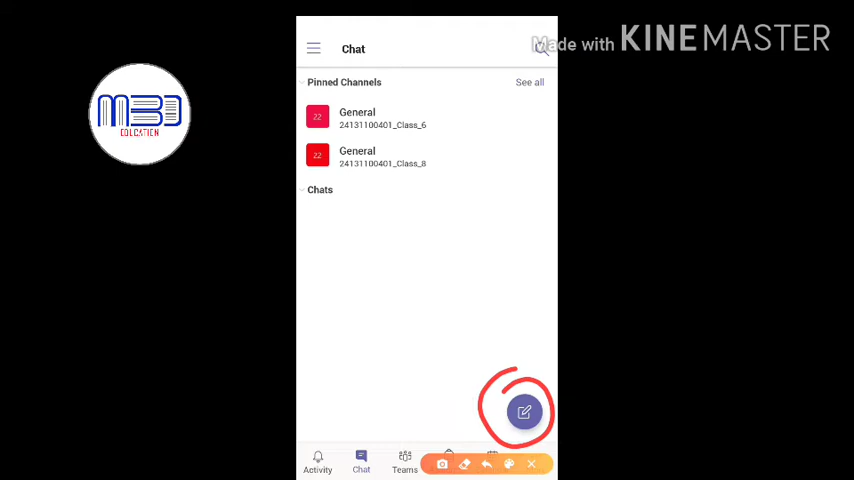 Made with KINEMASTER
Chat
Pinned Channels
See all
22
General
24131100401_Class_6
22
General
24131100401_Class_8
Chats
MBD
EDUCATION
Activity
Chat
Teams